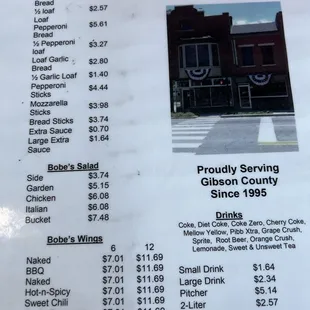 Bread
½ loaf $2.57
Loaf
Pepperoni $5.61
Bread
½ Pepperoni $3.27
loaf
Loaf Garlic $2.80
Bread
½ Garlic Loaf $1.40
Pepperoni $4.44
Sticks
Mozzarella $3.98
Sticks
Bread Sticks $3.74
Extra Sauce $0.70
Large Extra $1.64
Sauce
Bobe's Salad
Side $3.74
Garden $5.15
Chicken $6.08
Italian $6.08
Bucket $7.48
Bobe's Wings
6 12
Naked $7.01 $11.69
BBQ $7.01 $11.69
Naked $7.01 $11.69
Hot-n-Spicy $7.01 $11.69
Sweet Chili $7.01 $11.69
Proudly Serving
Gibson County
Since 1995
Drinks
Coke, Diet Coke, Coke Zero, Cherry Coke,
Mellow Yellow, Pibb Xtra, Grape Crush,
Sprite, Root Beer, Orange Crush,
Lemonade, Sweet & Unsweet Tea
Small Drink $1.64
Large Drink $2.34
Pitcher $5.14
2-Liter $2.57